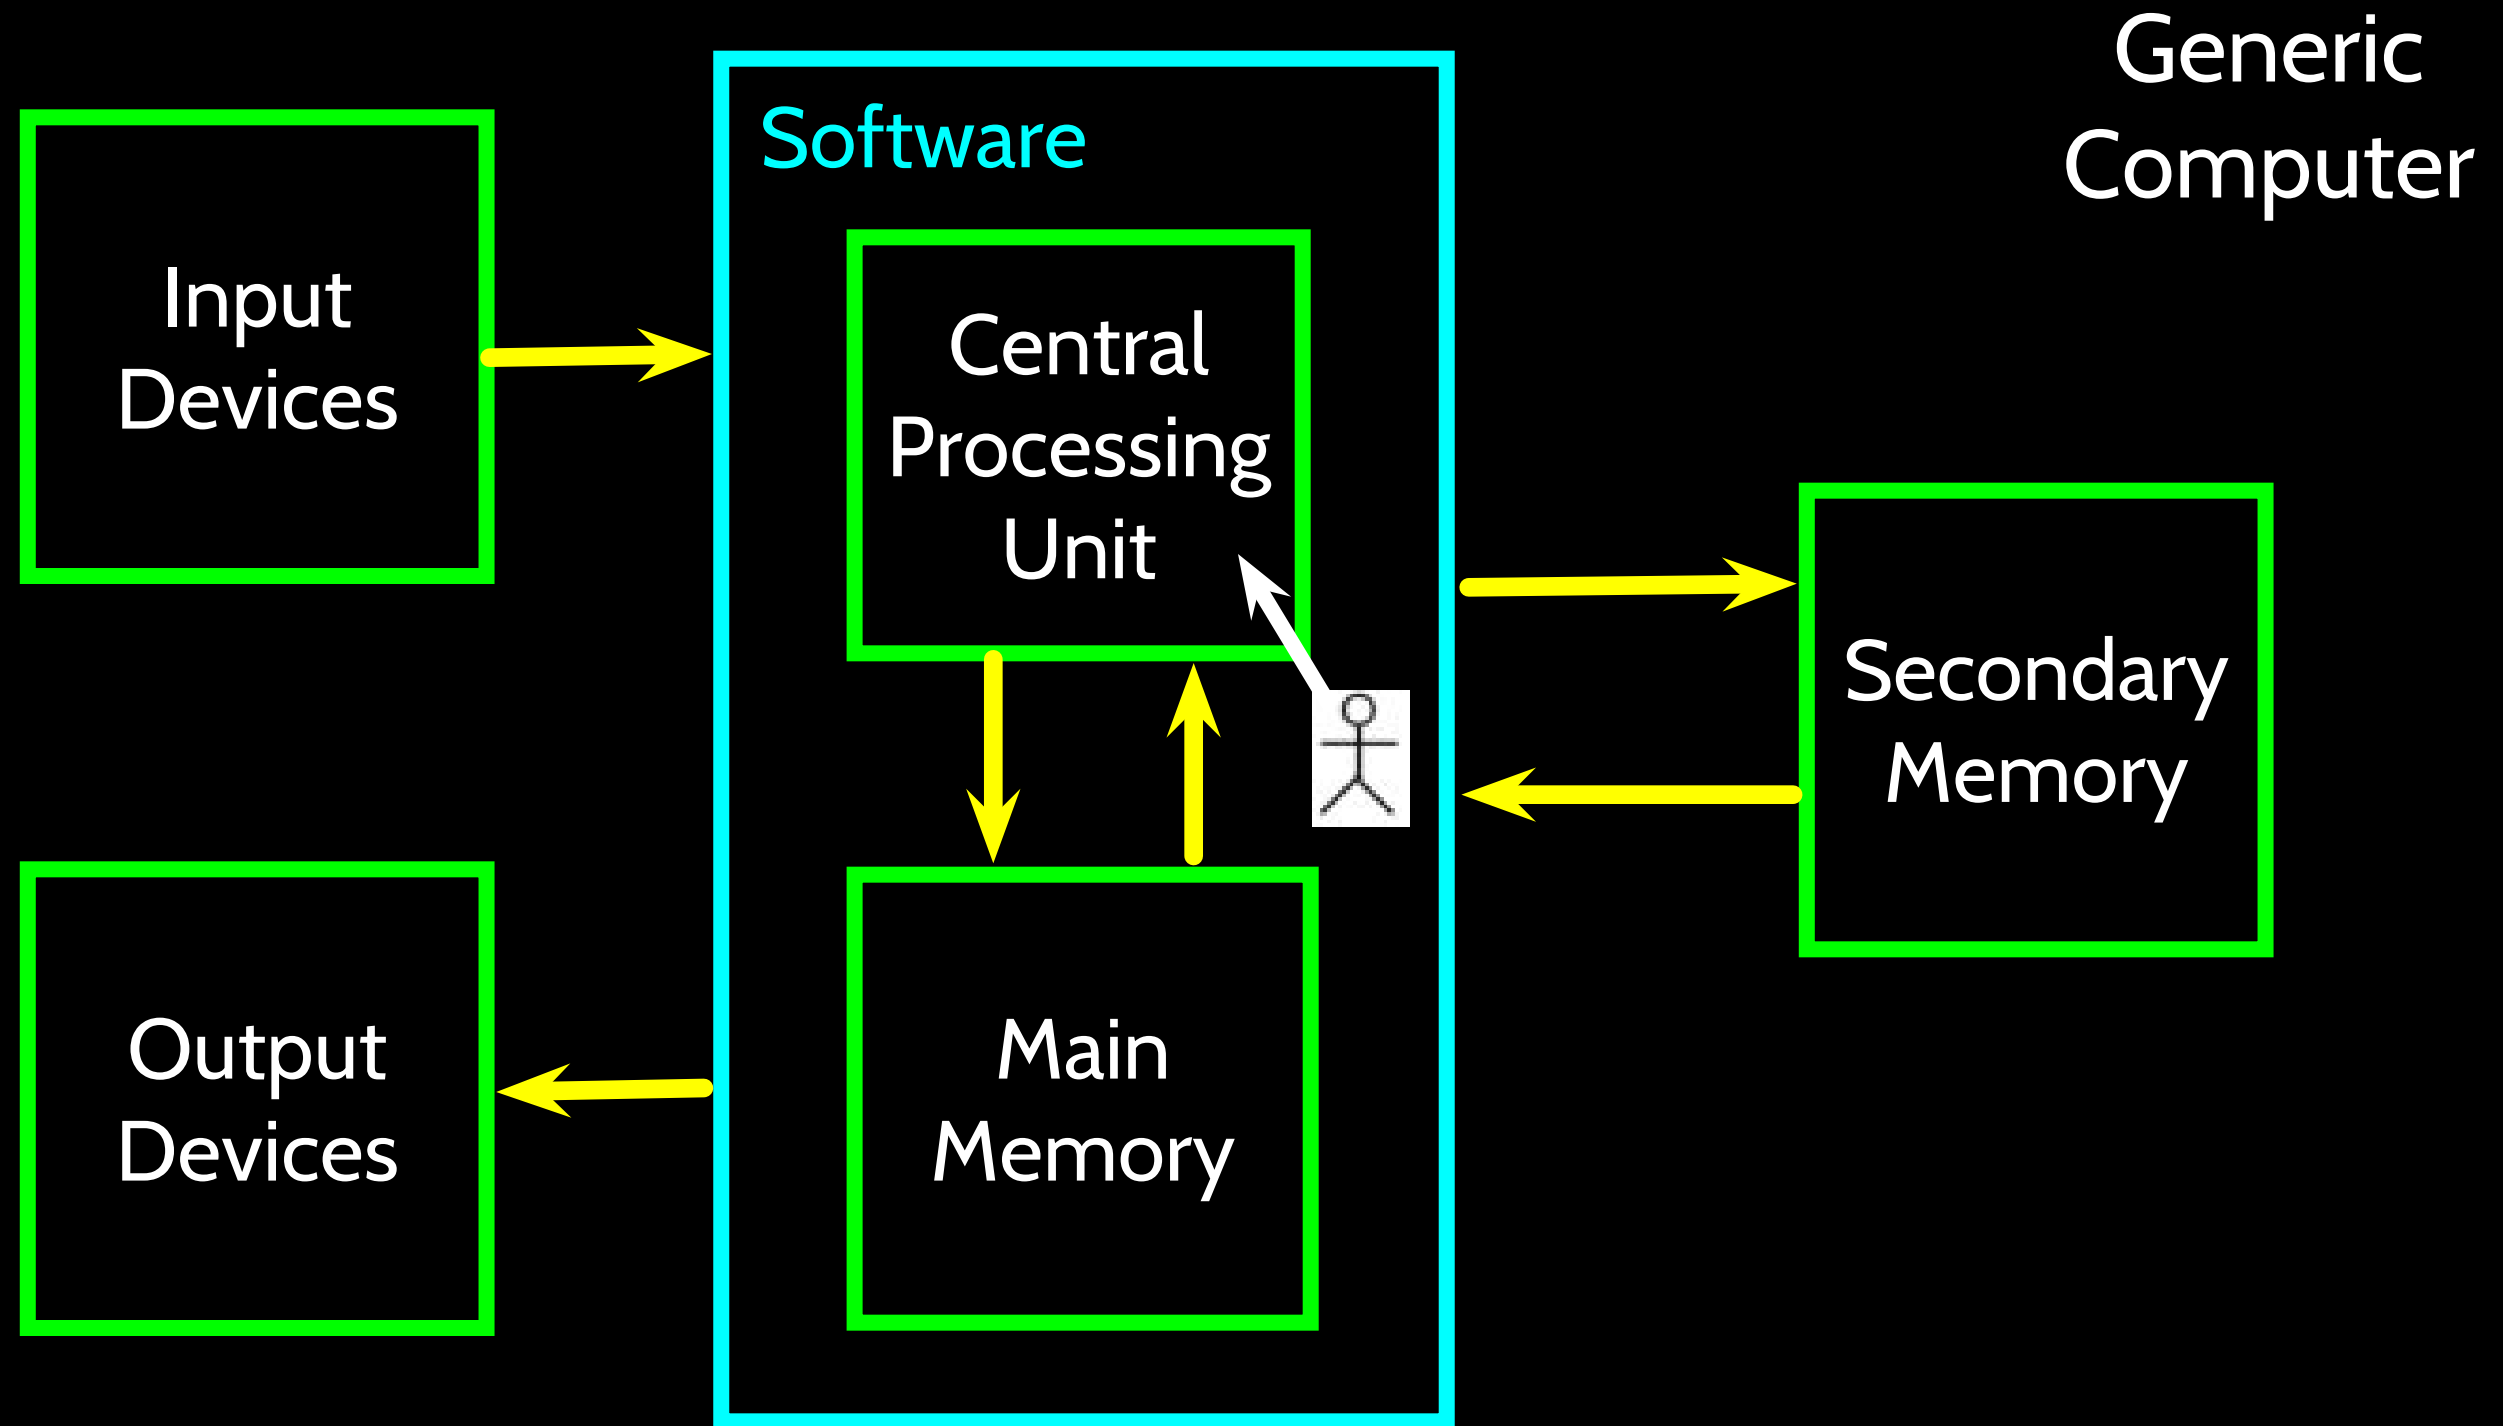 Generic
Computer
Software
Input
Devices
Central
Processing
Unit
Secondary
Memory
Output
Devices
Main
Memory